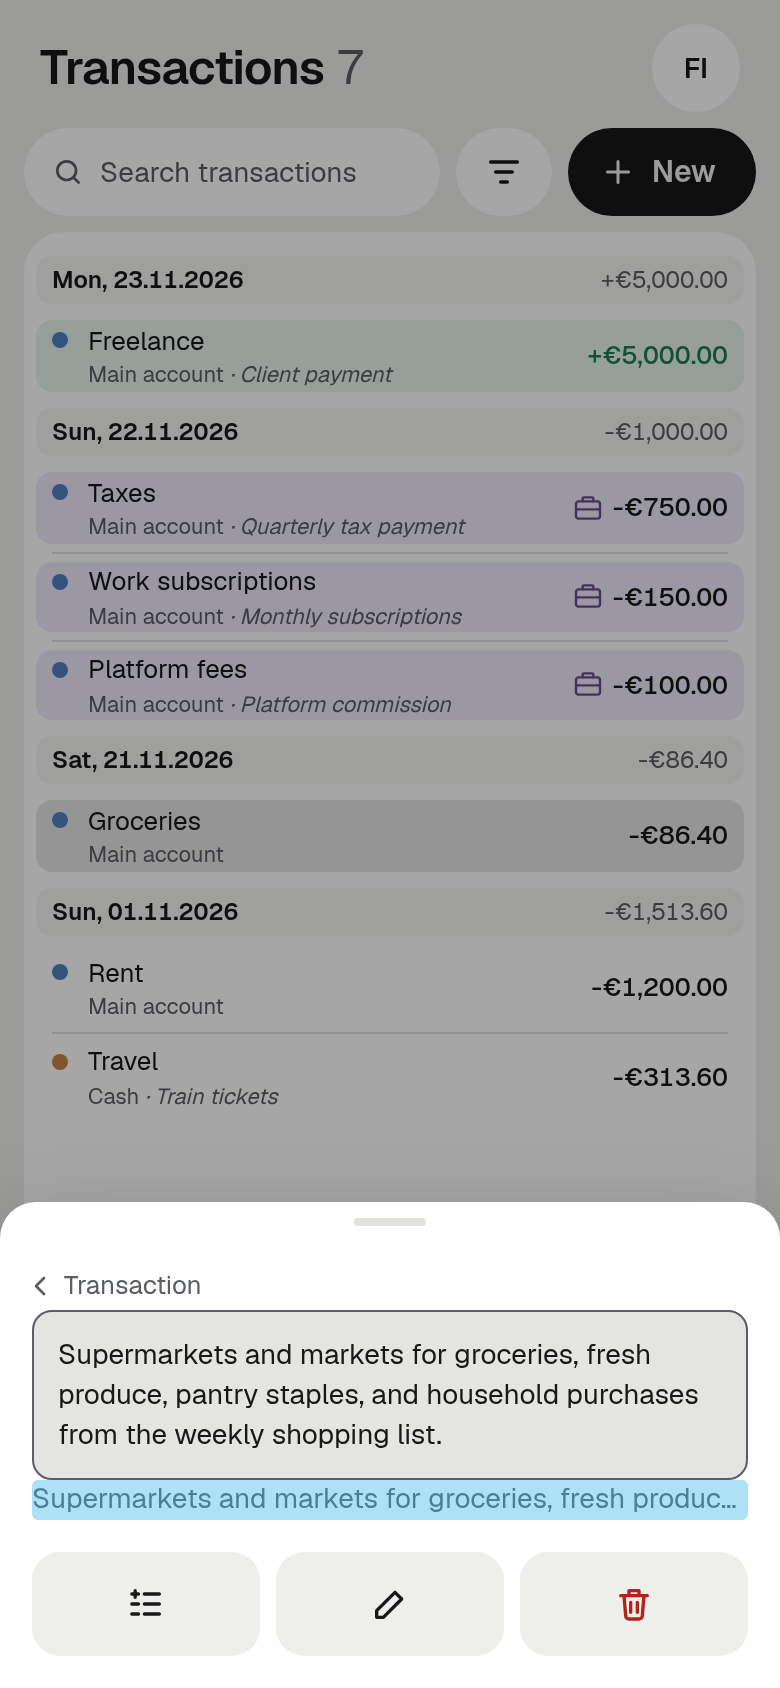 Transactions 7
FI
Search transactions
New
Mon, 23.11.2026 +€5,000.00
Freelance
Main account · Client payment
+€5,000.00
Sun, 22.11.2026 -€1,000.00
Taxes
Main account · Quarterly tax payment
-€750.00
Work subscriptions
Main account · Monthly subscriptions
-€150.00
Platform fees
Main account · Platform commission
-€100.00
Sat, 21.11.2026 -€86.40
Groceries
Main account
-€86.40
Sun, 01.11.2026 -€1,513.60
Rent
Main account
-€1,200.00
Travel
Cash · Train tickets
-€313.60
Transaction
Supermarkets and markets for groceries, fresh
produce, pantry staples, and household purchases
from the weekly shopping list.
Supermarkets and markets for groceries, fresh produc...